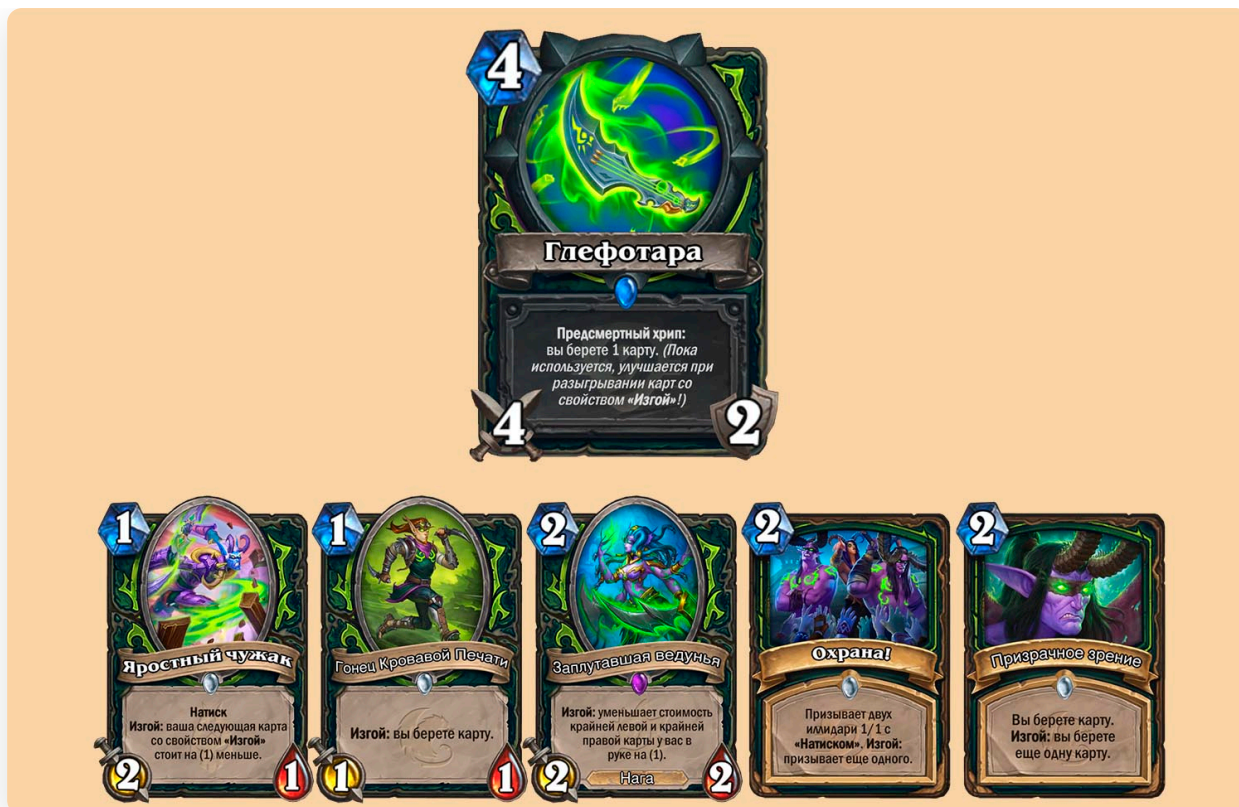 4
Глефотара
Предсмертный хрип:
вы берете 1 карту. (Пока
используется, улучшается при
разыгрывании карт со
свойством «Изгой»!)
4
2
1
Яростный чужак
Натиск
Изгой: ваша следующая карта
со свойством «Изгой»
стоит на (1) меньше.
2
1
1
Гонец Кровавой Печати
Изгой: вы берете карту.
1
1
2
Заплутавшая ведунья
Изгой: уменьшает стоимость
крайней левой и крайней
правой карты у вас в
руке на (1).
Нага
2
2
2
Охрана!
Призывает двух
иллидари 1/1 с
«Натиском». Изгой:
призывает еще одного.
2
Призрачное зрение
Вы берете карту.
Изгой: вы берете
еще одну карту.